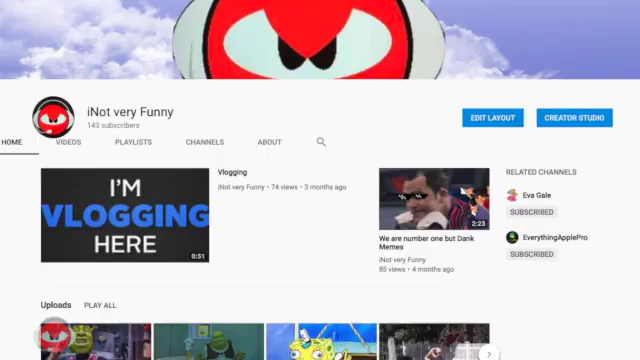 iNot very Funny
143 subscribers
EDIT LAYOUT
CREATOR STUDIO
HOME
VIDEOS
PLAYLISTS
CHANNELS
ABOUT
I'M
VLOGGING
HERE
0:51
Vlogging
iNot very Funny • 74 views • 3 months ago
2:23
We are number one but Dank
Memes
iNot very Funny
85 views • 4 months ago
RELATED CHANNELS
Eva Gale
SUBSCRIBED
EverythingApplePro
SUBSCRIBED
Uploads
PLAY ALL